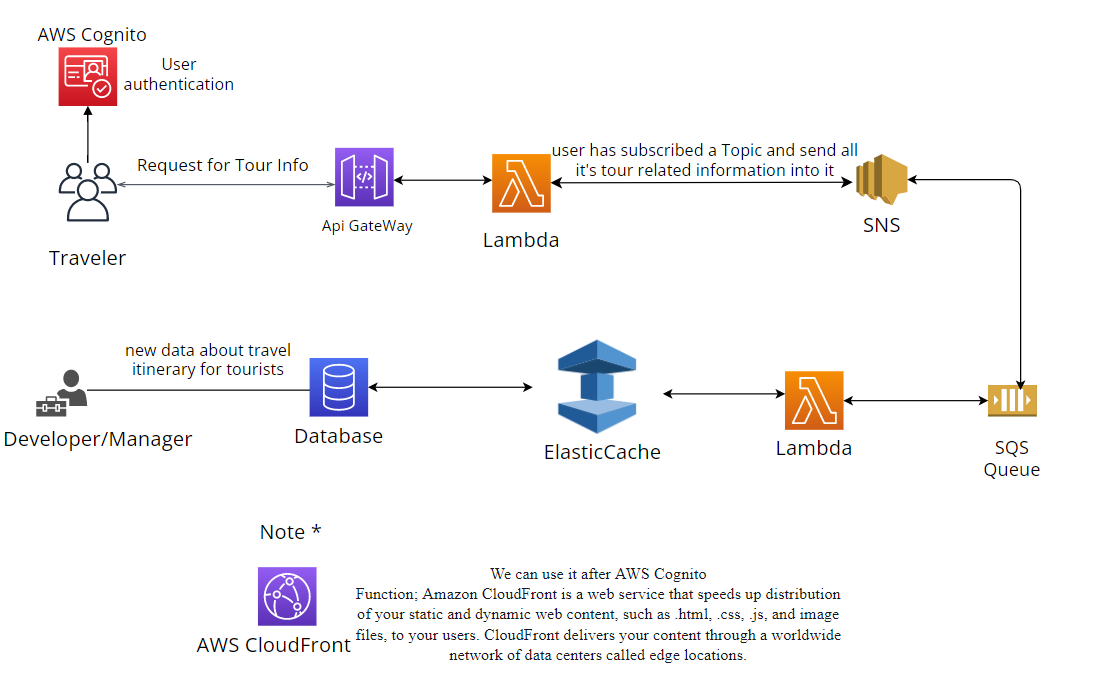 AWS Cognito
User
authentication
Request for Tour Info
user has subscribed a Topic and send all
it's tour related information into it
Api GateWay
Lambda
SNS
Traveler
new data about travel
itinerary for tourists
Developer/Manager
Database
ElasticCache
Lambda
SQS
Queue
Note *
We can use it after AWS Cognito
Function; Amazon CloudFront is a web service that speeds up distribution
of your static and dynamic web content, such as .html, .css, .js, and image
files, to your users. CloudFront delivers your content through a worldwide
network of data centers called edge locations.
AWS CloudFront